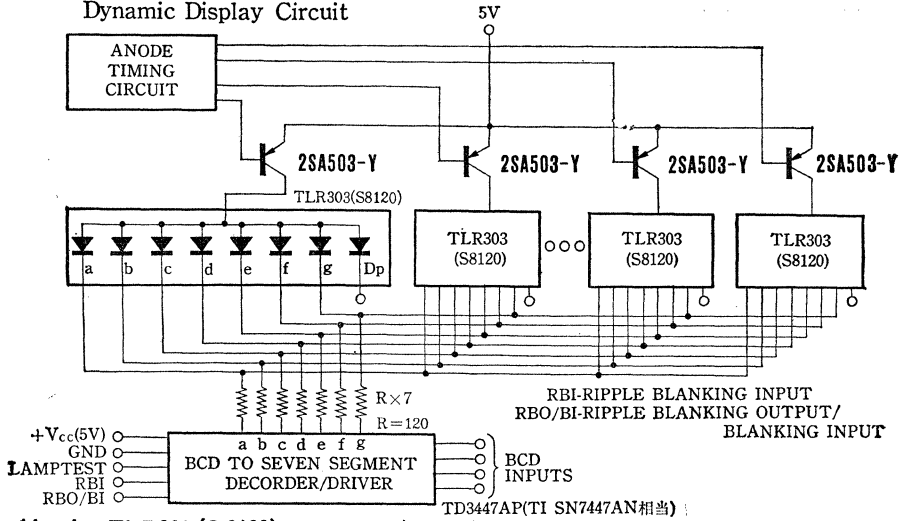 Dynamic Display Circuit
5V
ANODE
TIMING
CIRCUIT
2SA503-Y
2SA503-Y
2SA503-Y
2SA503-Y
TLR303(S8120)
a b c d e f g Dp
TLR303
(S8120)
TLR303
(S8120)
TLR303
(S8120)
R×7
R=120
RBI-RIPPLE BLANKING INPUT
RBO/BI-RIPPLE BLANKING OUTPUT/
BLANKING INPUT
+Vcc(5V)
GND
LAMPTEST
RBI
RBO/BI
a b c d e f g
BCD TO SEVEN SEGMENT
DECORDER/DRIVER
BCD
INPUTS
TD3447AP(TI SN7447AN相当)